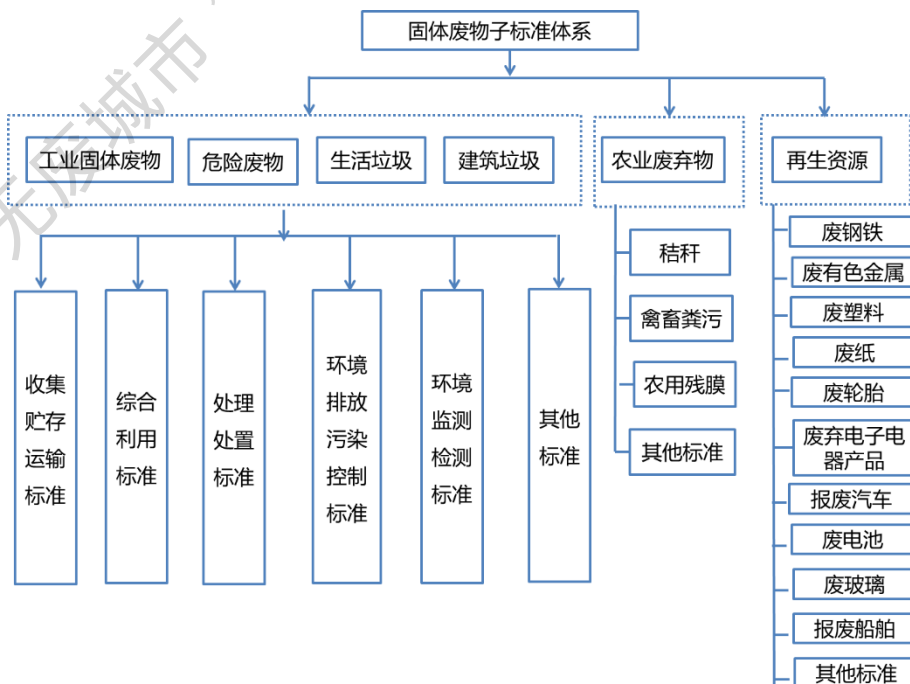 固体废物子标准体系
工业固体废物
危险废物
生活垃圾
建筑垃圾
农业废弃物
再生资源
收集
贮存
运输
标准
综合
利用
标准
处理
处置
标准
环境
排放
污染
控制
标准
环境
监测
检测
标准
其他
标准
秸秆
禽畜粪污
农用残膜
其他标准
废钢铁
废有色金属
废塑料
废纸
废轮胎
废弃电子电
器产品
报废汽车
废电池
废玻璃
报废船舶
其他标准
无废城市